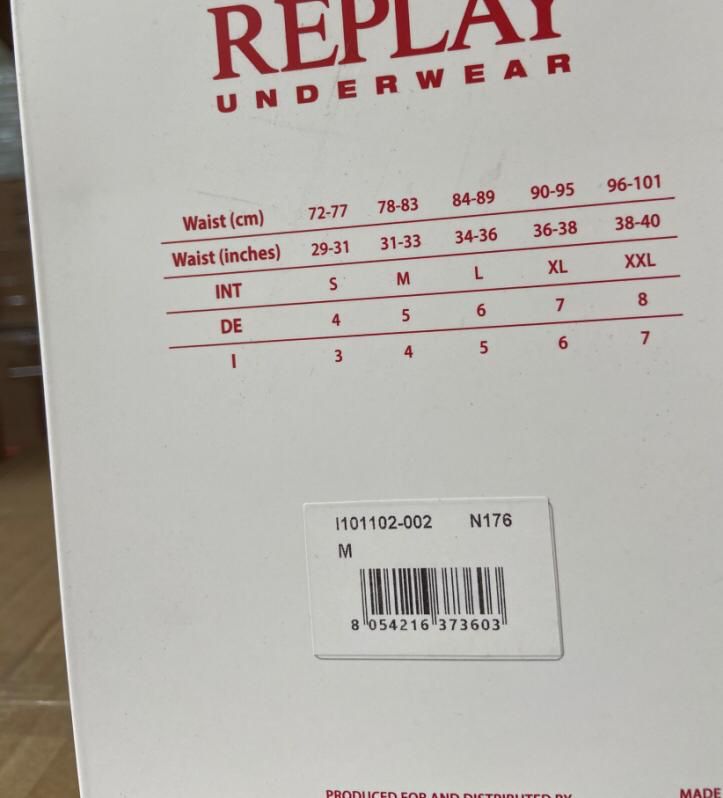 REPLAY
UNDERWEAR
Waist (cm) 72-77 78-83 84-89 90-95 96-101
Waist (inches) 29-31 31-33 34-36 36-38 38-40
INT S M L XL XXL
DE 4 5 6 7 8
I 3 4 5 6 7
I101102-002 N176
M
8 054216 373603
PRODUCED FOR AND DISTRIBUTED BY MADE